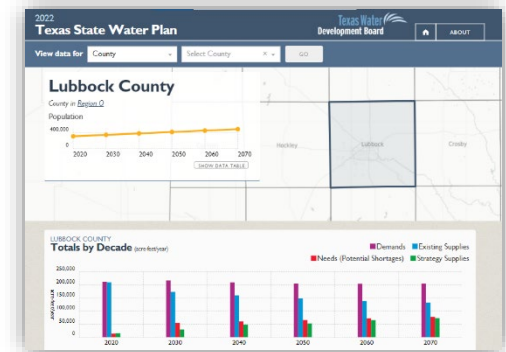 2022
Texas State Water Plan
Texas Water
Development Board
ABOUT
View data for County Select County × GO
Lubbock County
County in Region O
Population
400,000
0
2020 2030 2040 2050 2060 2070
SHOW DATA TABLE
Hockley Lubbock Crosby
LUBBOCK COUNTY
Totals by Decade (acre-feet/year)
Demands Existing Supplies
Needs (Potential Shortages) Strategy Supplies
250,000
200,000
150,000
100,000
50,000
0
2020 2030 2040 2050 2060 2070